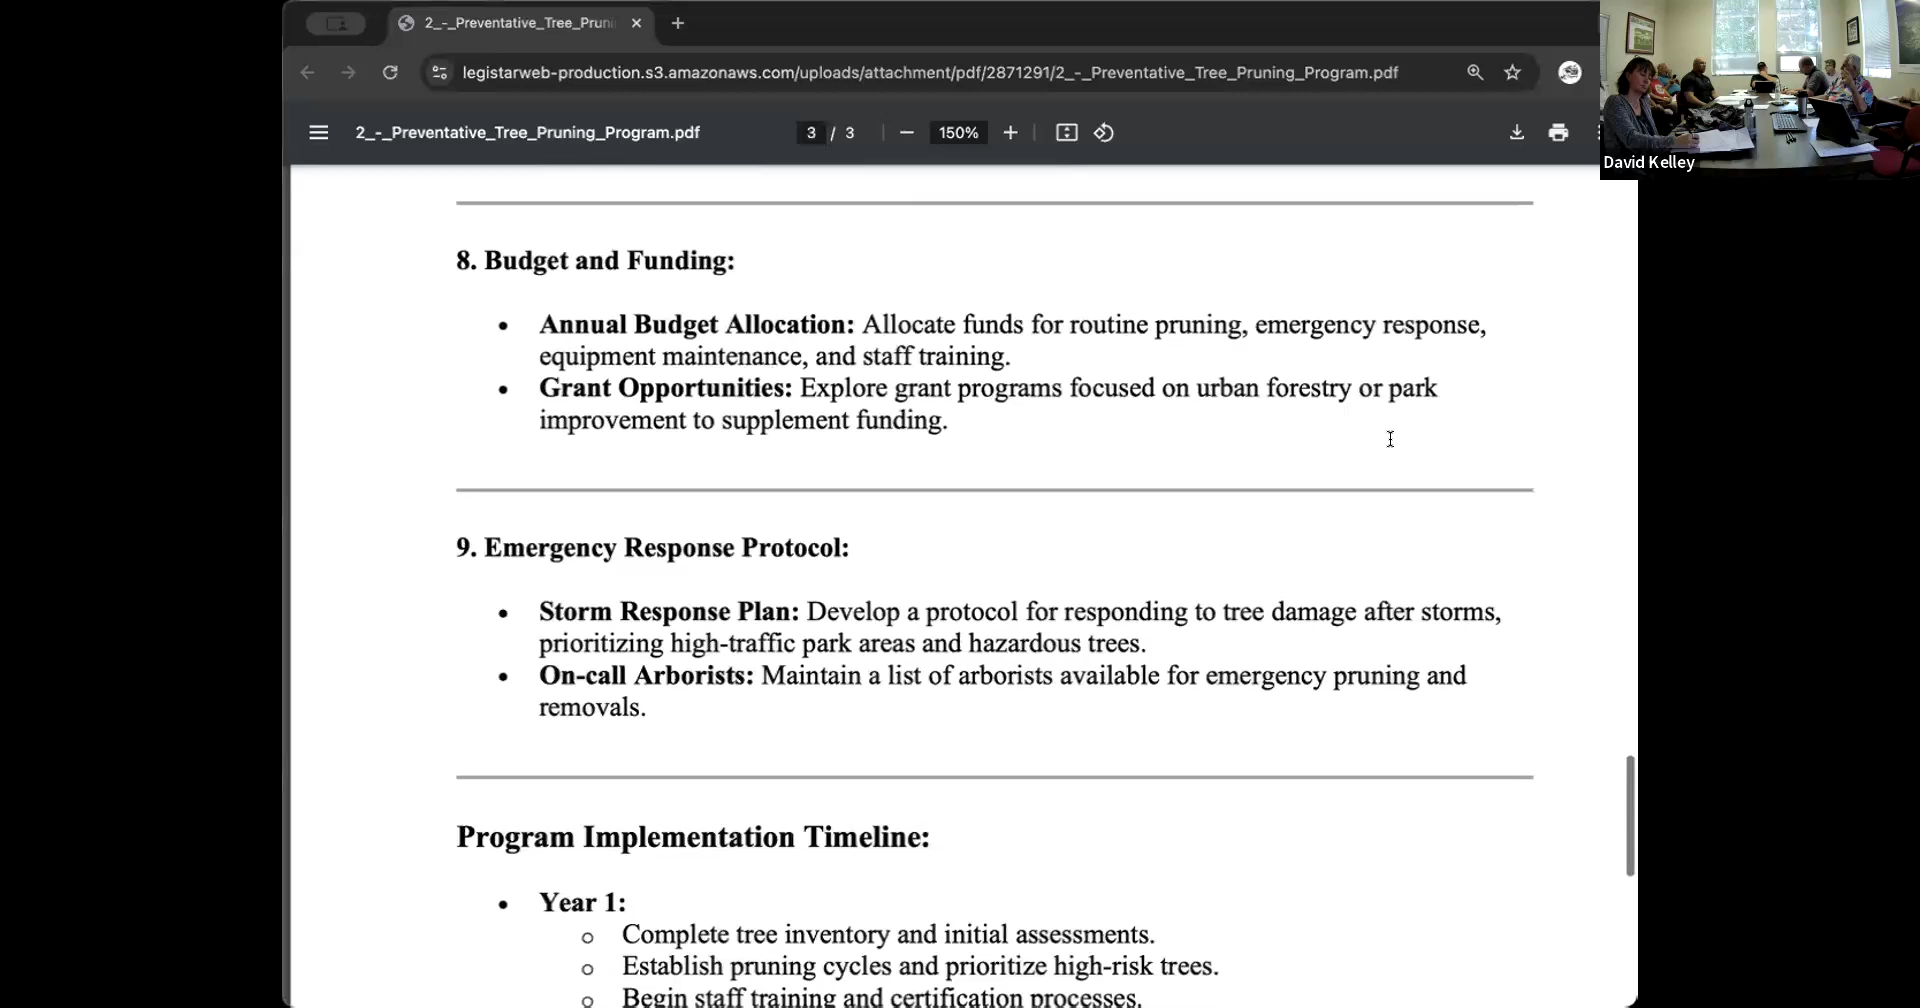 2_-_Preventative_Tree_Pruni
legistarweb-production.s3.amazonaws.com/uploads/attachment/pdf/2871291/2_-_Preventative_Tree_Pruning_Program.pdf
2_-_Preventative_Tree_Pruning_Program.pdf
3 / 3
150%
David Kelley
8. Budget and Funding:
• Annual Budget Allocation: Allocate funds for routine pruning, emergency response,
equipment maintenance, and staff training.
• Grant Opportunities: Explore grant programs focused on urban forestry or park
improvement to supplement funding.
9. Emergency Response Protocol:
• Storm Response Plan: Develop a protocol for responding to tree damage after storms,
prioritizing high-traffic park areas and hazardous trees.
• On-call Arborists: Maintain a list of arborists available for emergency pruning and
removals.
Program Implementation Timeline:
• Year 1:
o Complete tree inventory and initial assessments.
o Establish pruning cycles and prioritize high-risk trees.
o Begin staff training and certification processes.